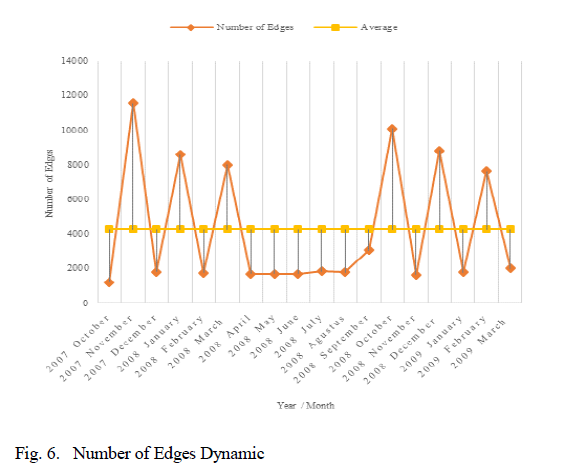 Number of Edges
Average
14000
12000
10000
8000
6000
4000
2000
0
Number of Edges
2007 October
2007 November
2007 December
2008 January
2008 February
2008 March
2008 April
2008 May
2008 June
2008 July
2008 Agustus
2008 September
2008 October
2008 November
2008 December
2009 January
2009 February
2009 March
Year / Month
Fig. 6. Number of Edges Dynamic